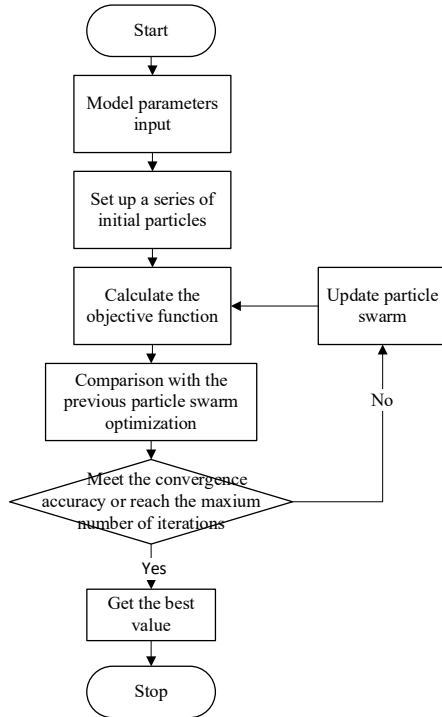 Start
Model parameters
input
Set up a series of
initial particles
Calculate the
objective function
Update particle
swarm
Comparison with the
previous particle swarm
optimization
No
Meet the convergence
accuracy or reach the maxium
number of iterations
Yes
Get the best
value
Stop